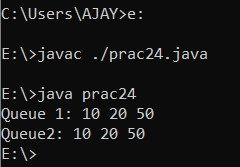 C:\Users\AJAY>e:
E:\>javac ./prac24.java
E:\>java prac24
Queue 1: 10 20 50
Queue2: 10 20 50
E:\>